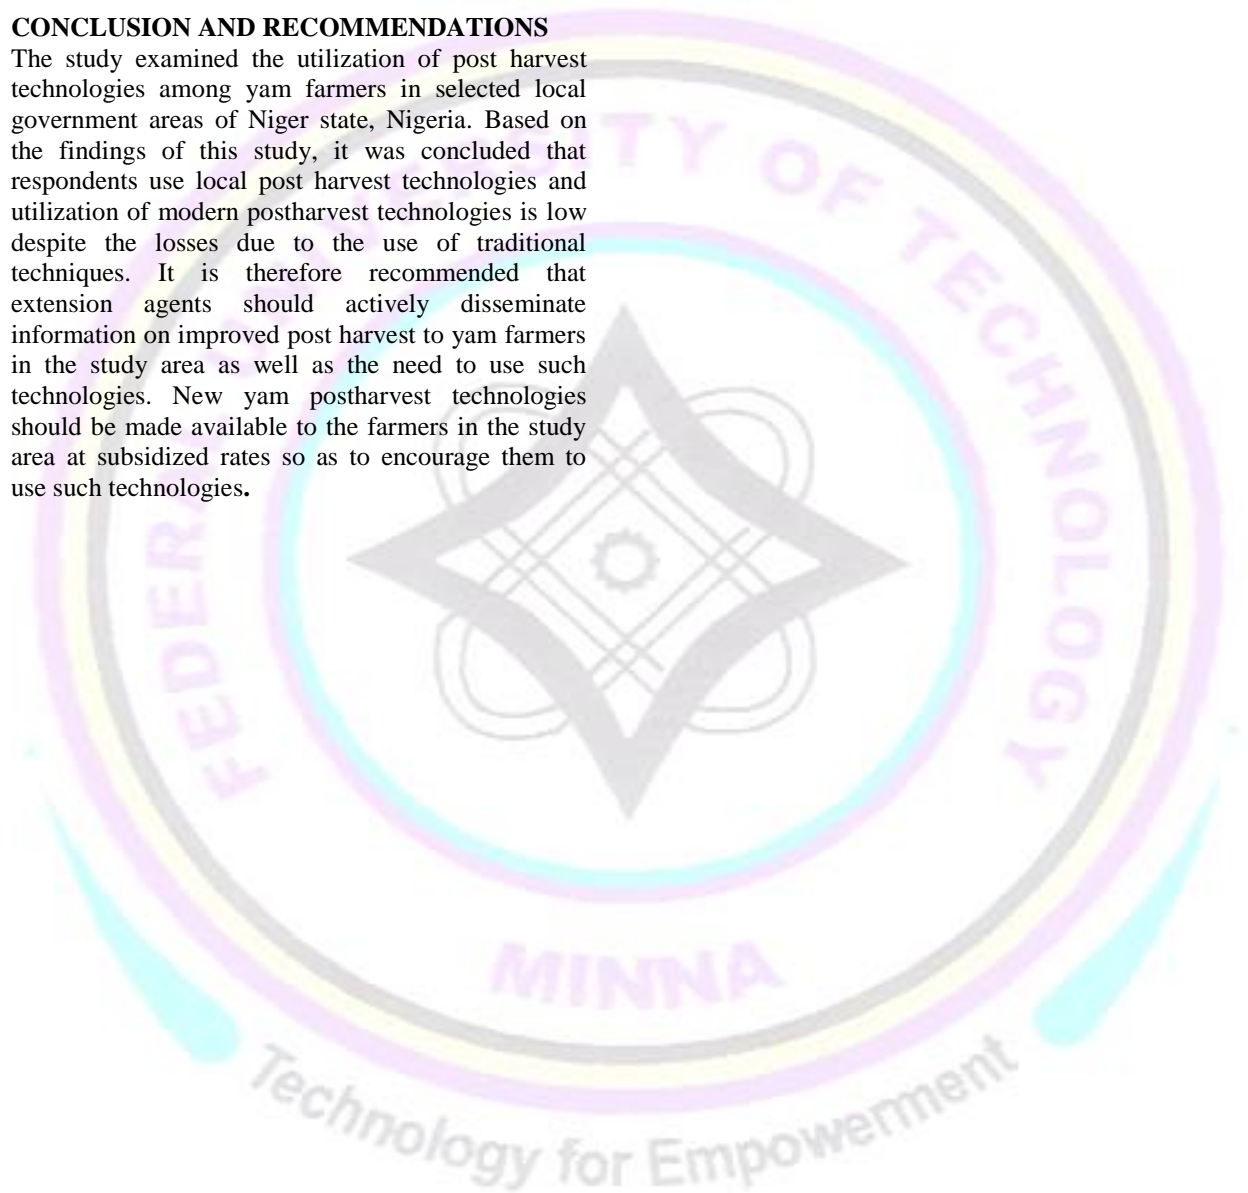 CONCLUSION AND RECOMMENDATIONS
The study examined the utilization of post harvest
technologies among yam farmers in selected local
government areas of Niger state, Nigeria. Based on
the findings of this study, it was concluded that
respondents use local post harvest technologies and
utilization of modern postharvest technologies is low
despite the losses due to the use of traditional
techniques. It is therefore recommended that
extension agents should actively disseminate
information on improved post harvest to yam farmers
in the study area as well as the need to use such
technologies. New yam postharvest technologies
should be made available to the farmers in the study
area at subsidized rates so as to encourage them to
use such technologies.
FEDERAL UNIVERSITY OF TECHNOLOGY
MINNA
Technology for Empowerment